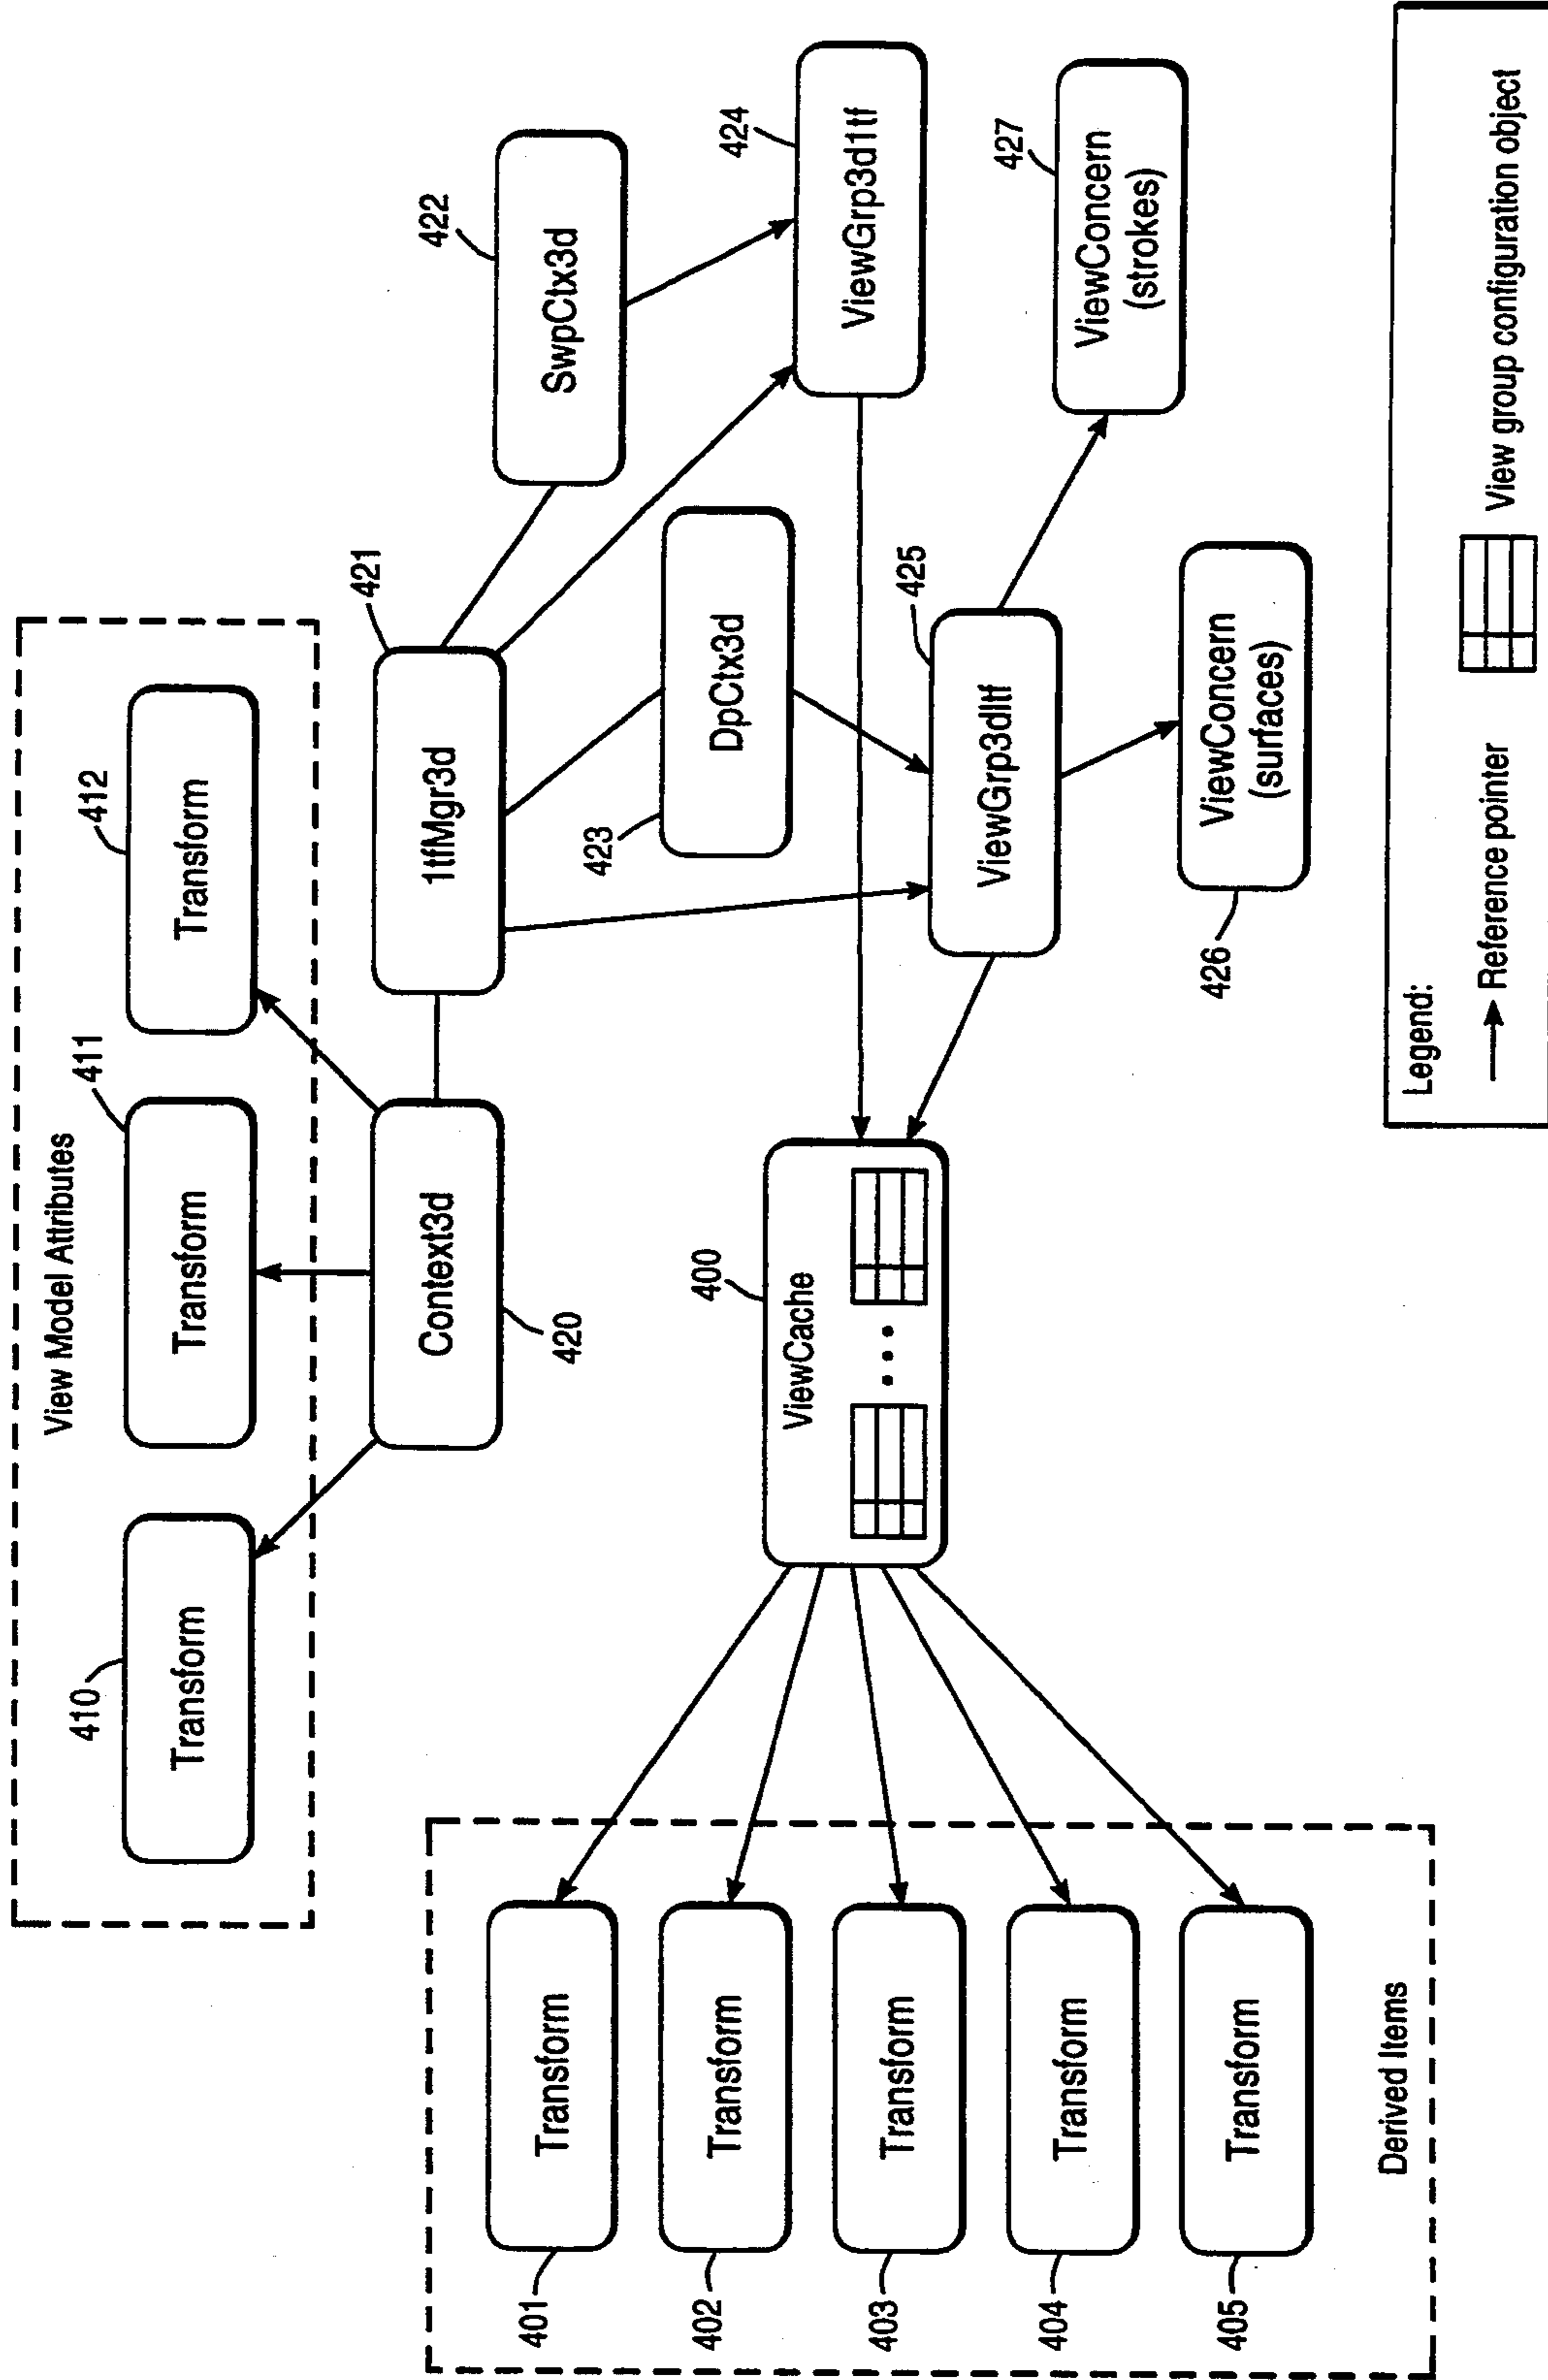 View Model Attributes
410
Transform
411
Transform
412
Transform
Context3d
420
1tfMgr3d
421
SwpCtx3d
422
DpCtx3d
423
ViewGrp3d1tf
424
ViewGrp3dltf
425
ViewConcern
(surfaces)
426
ViewConcern
(strokes)
427
ViewCache
400
...
401
Transform
402
Transform
403
Transform
404
Transform
405
Transform
Derived Items
Legend:
Reference pointer
View group configuration object